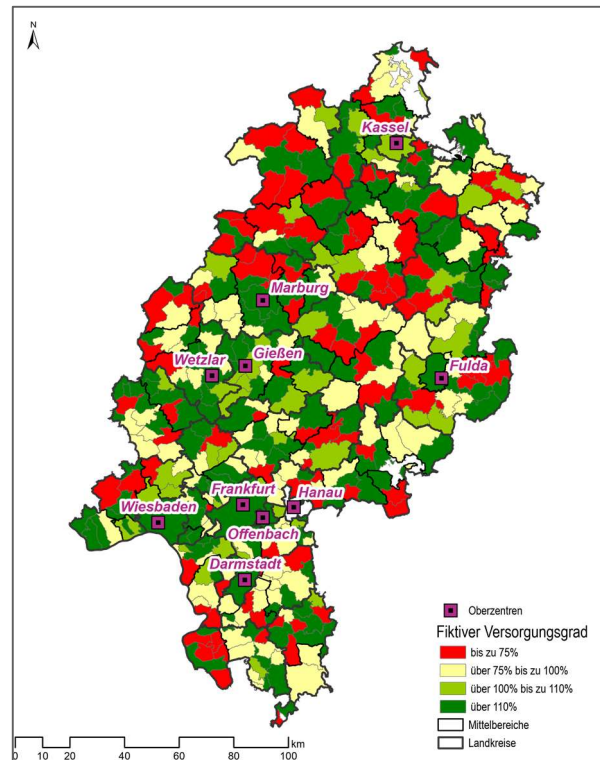 N
Kassel
Marburg
Wetzlar
Gießen
Fulda
Frankfurt
Hanau
Wiesbaden
Offenbach
Darmstadt
Oberzentren
Fiktiver Versorgungsgrad
bis zu 75%
über 75% bis zu 100%
über 100% bis zu 110%
über 110%
Mittelbereiche
Landkreise
0 10 20 40 60 80 100
km